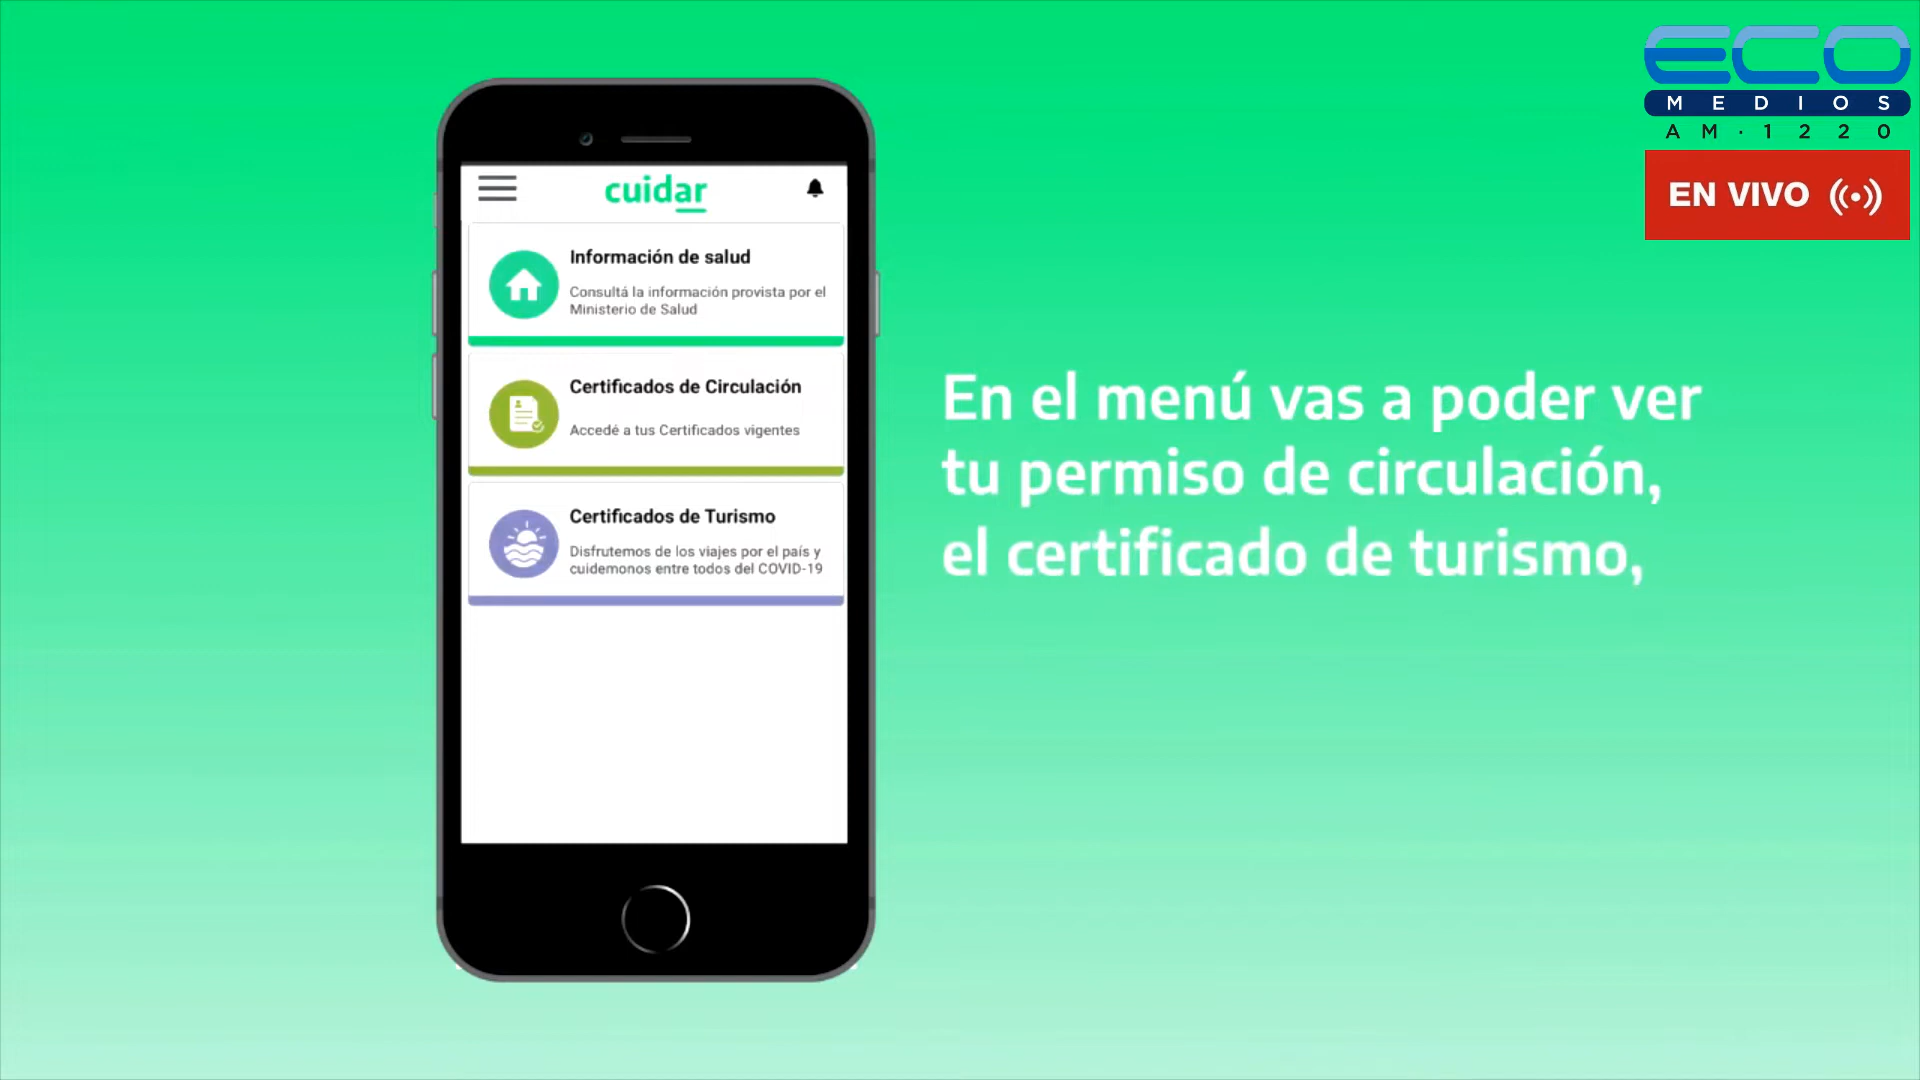 cuidar
Información de salud
Consultá la información provista por el
Ministerio de Salud
Certificados de Circulación
Accedé a tus Certificados vigentes
Certificados de Turismo
Disfrutemos de los viajes por el país y
cuidemonos entre todos del COVID-19
En el menú vas a poder ver
tu permiso de circulación,
el certificado de turismo,
eco
MEDIOS
AM·1220
EN VIVO